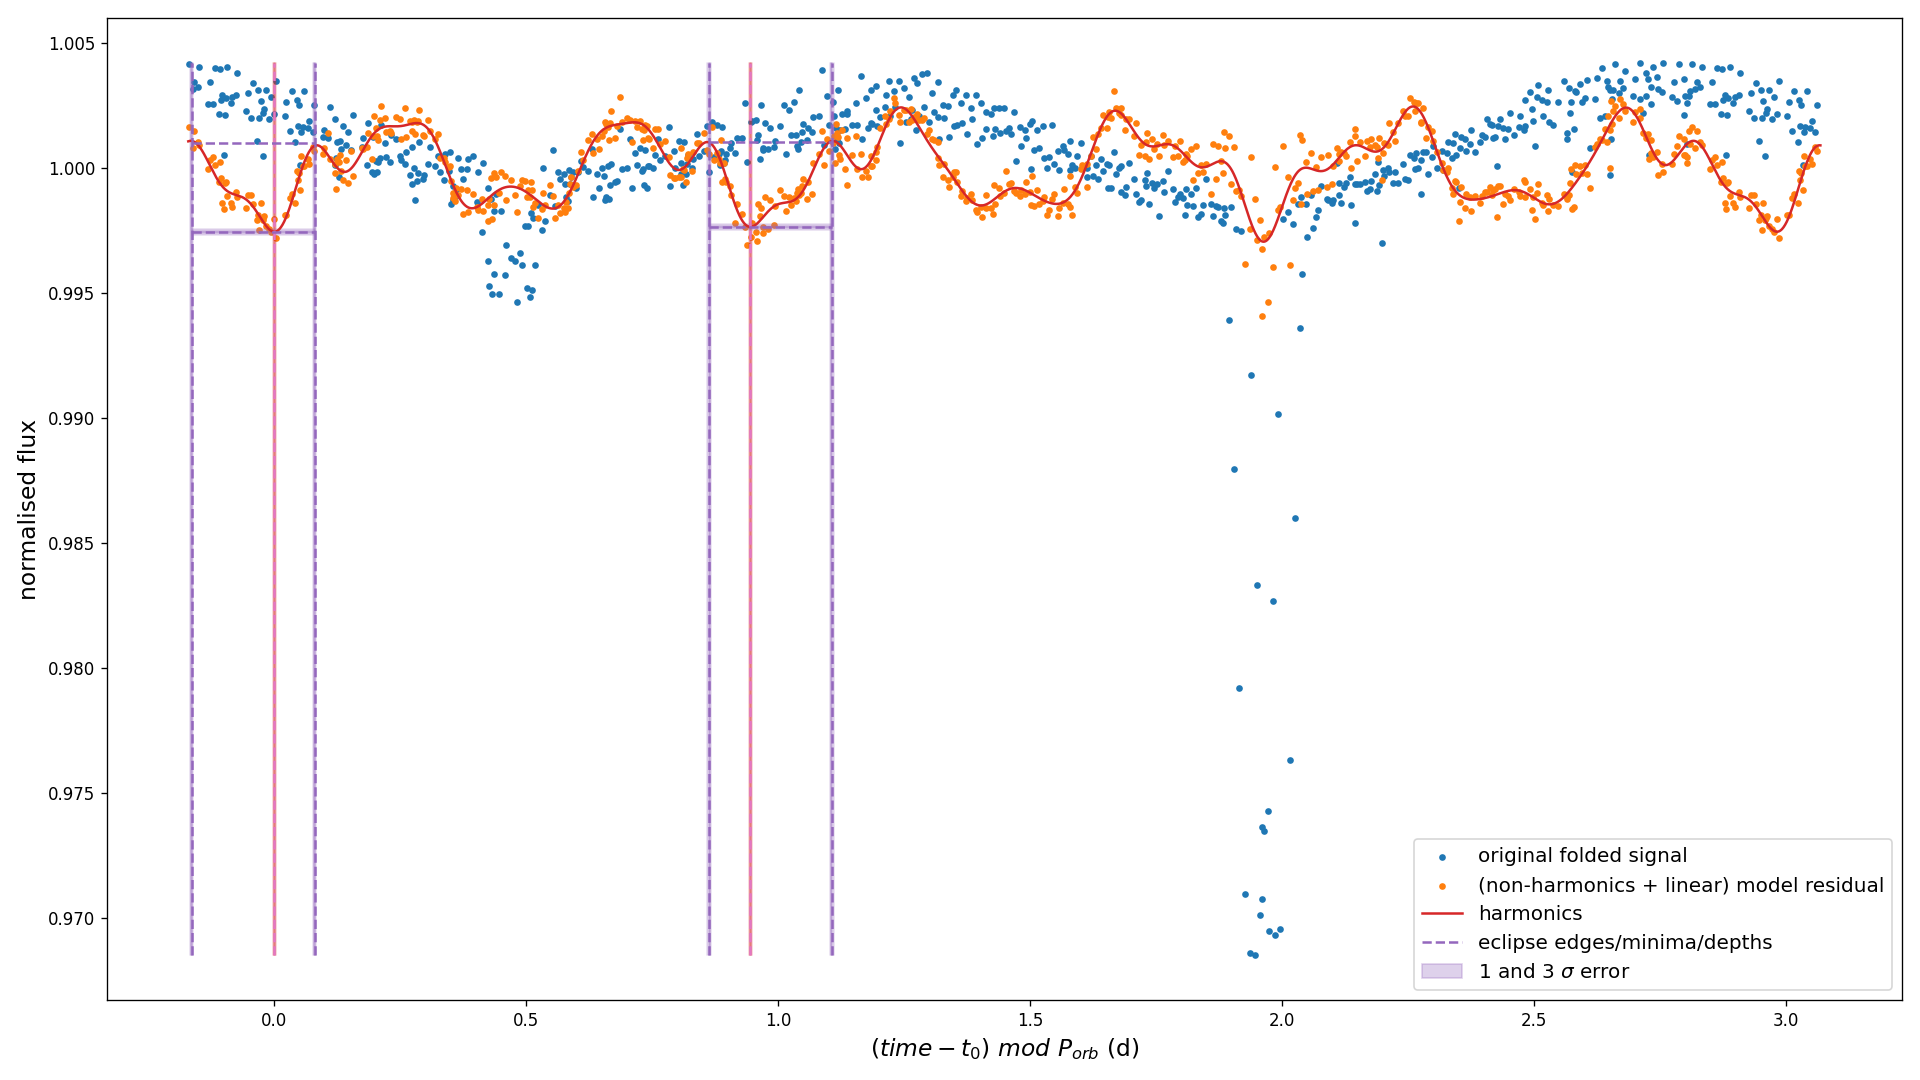 1.005
1.000
0.995
0.990
0.985
0.980
0.975
0.970
normalised flux
0.0 0.5 1.0 1.5 2.0 2.5 3.0
(time − t₀) mod P_orb (d)
original folded signal
(non-harmonics + linear) model residual
harmonics
eclipse edges/minima/depths
1 and 3 σ error